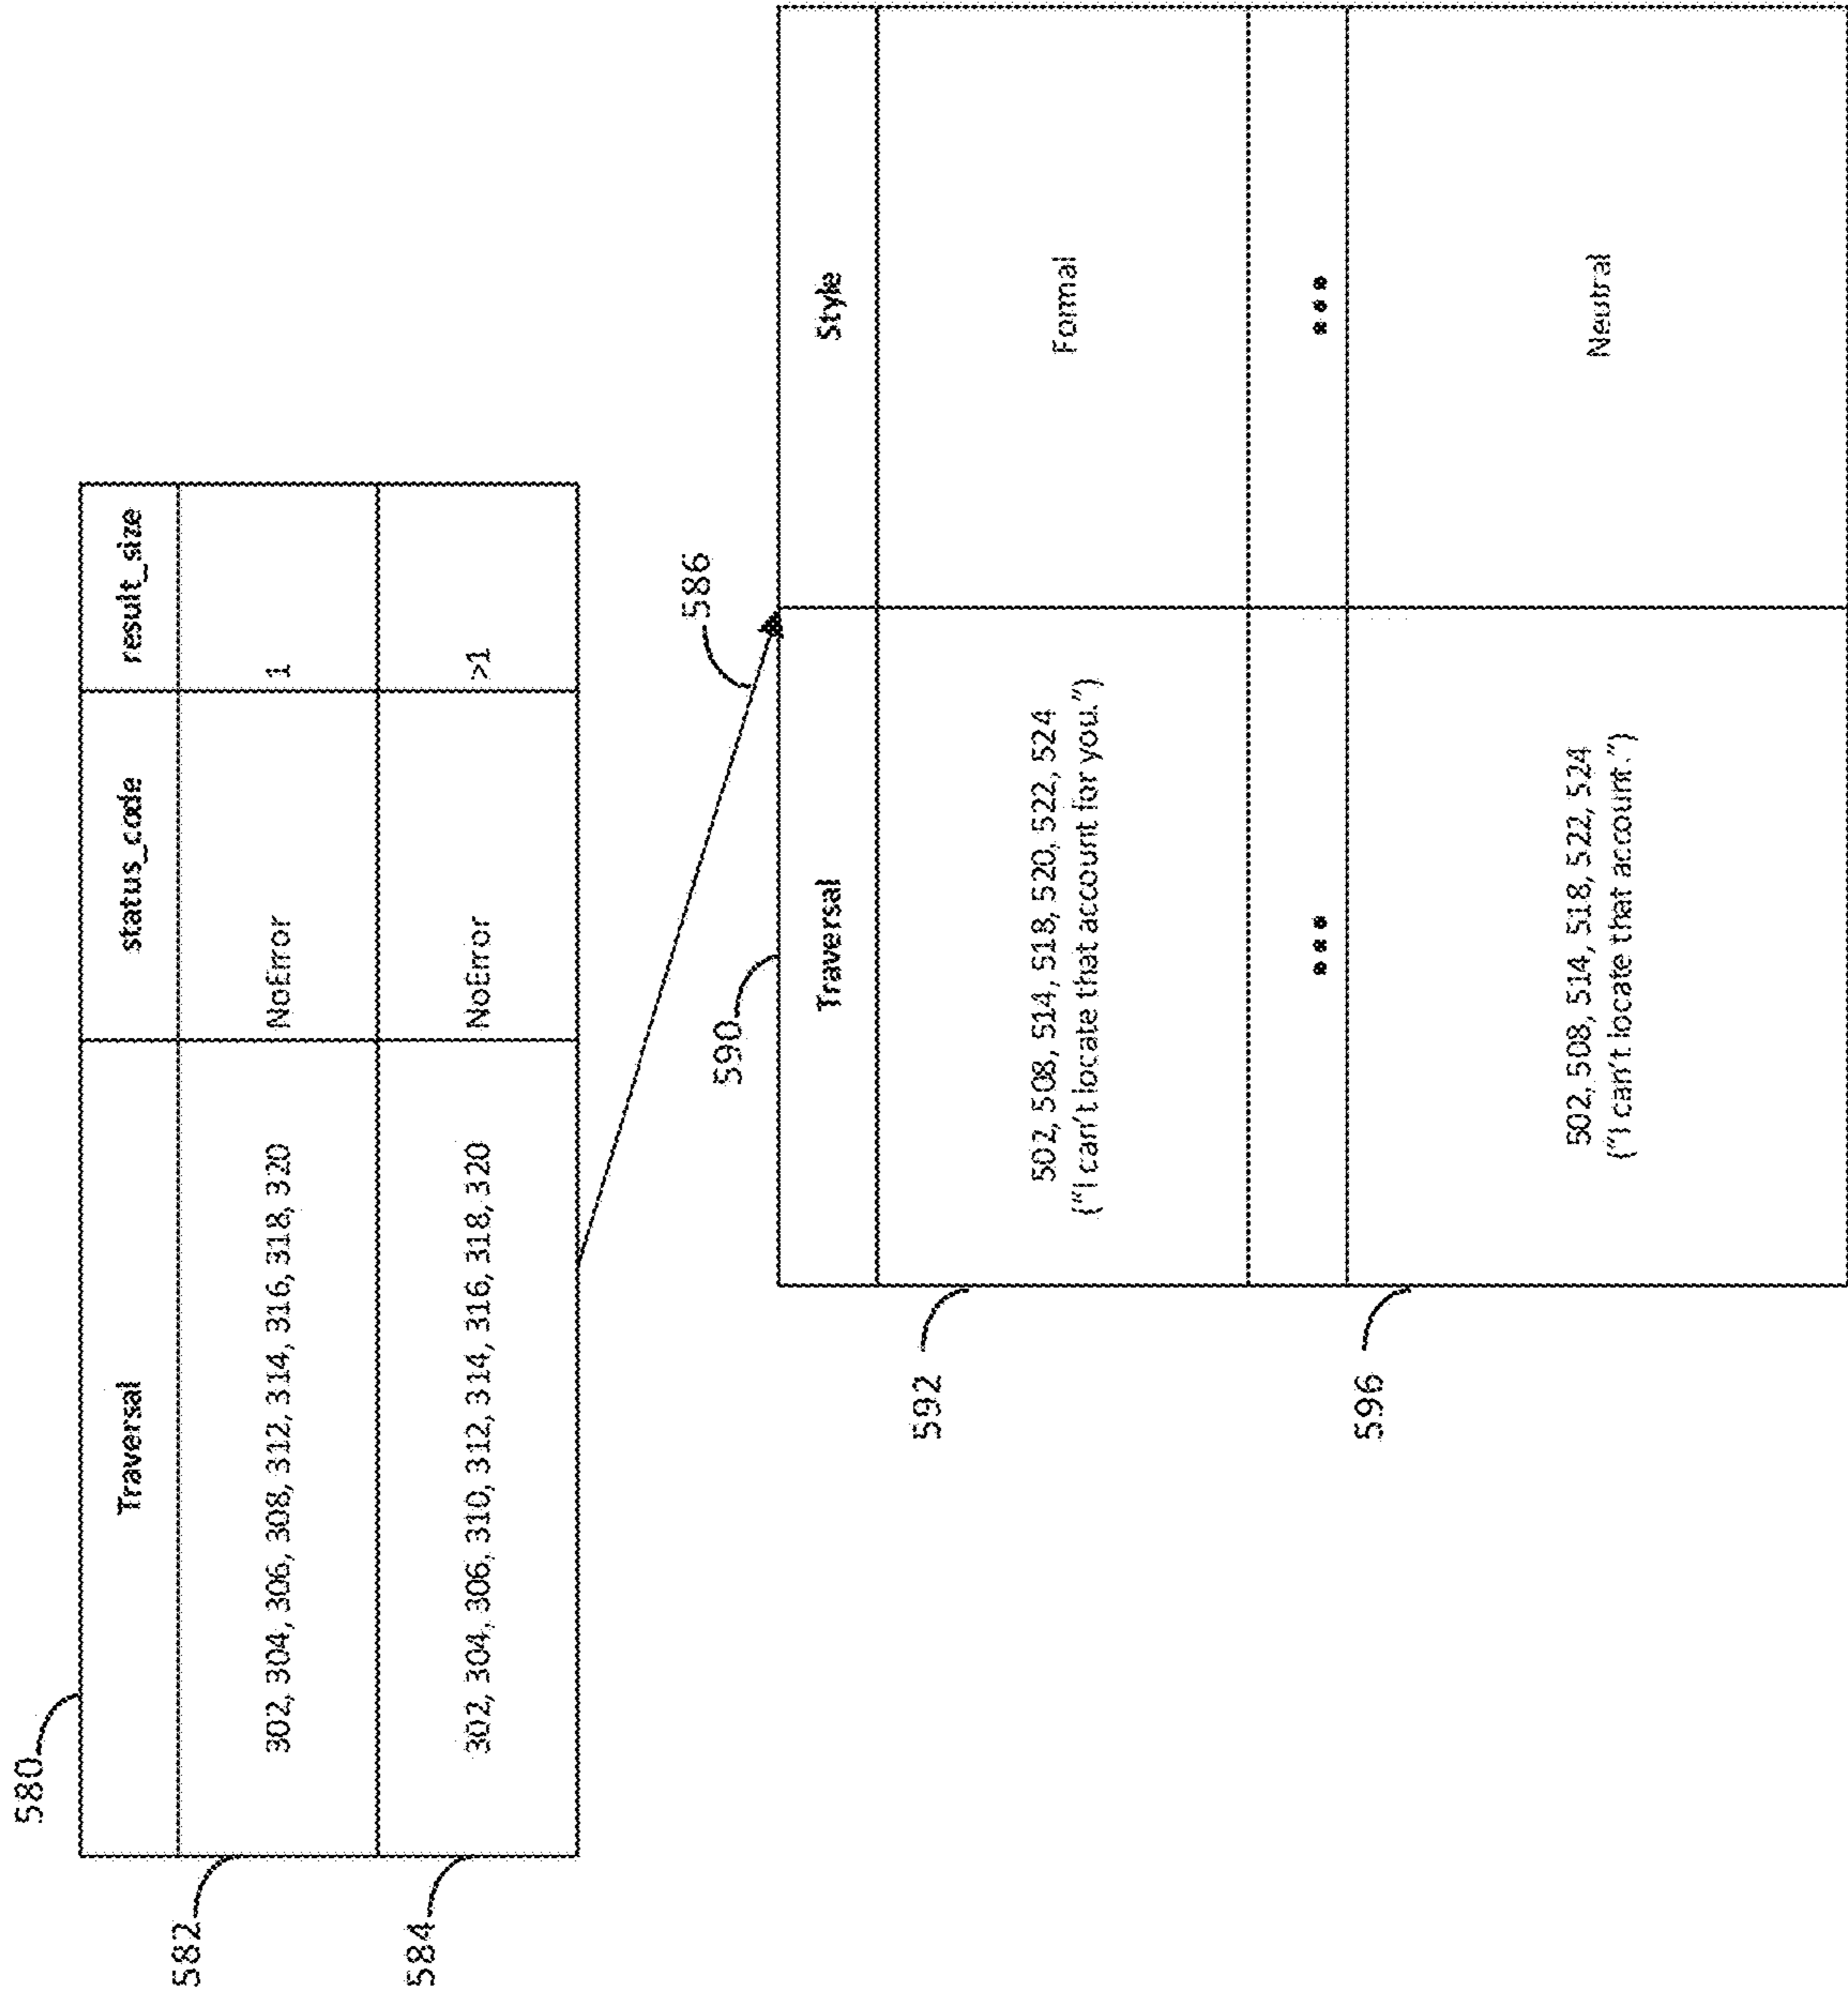 580
Traversal status_code result_size
582
302, 304, 306, 308, 312, 314, 316, 318, 320 NoError 1
584
302, 304, 306, 310, 312, 314, 316, 318, 320 NoError >1
586
590
Traversal Style
592
502, 508, 514, 518, 520, 522, 524 Formal
("I can't locate that account for you.")
•••  •••
596
502, 508, 514, 518, 522, 524 Neutral
("I can't locate that account.")